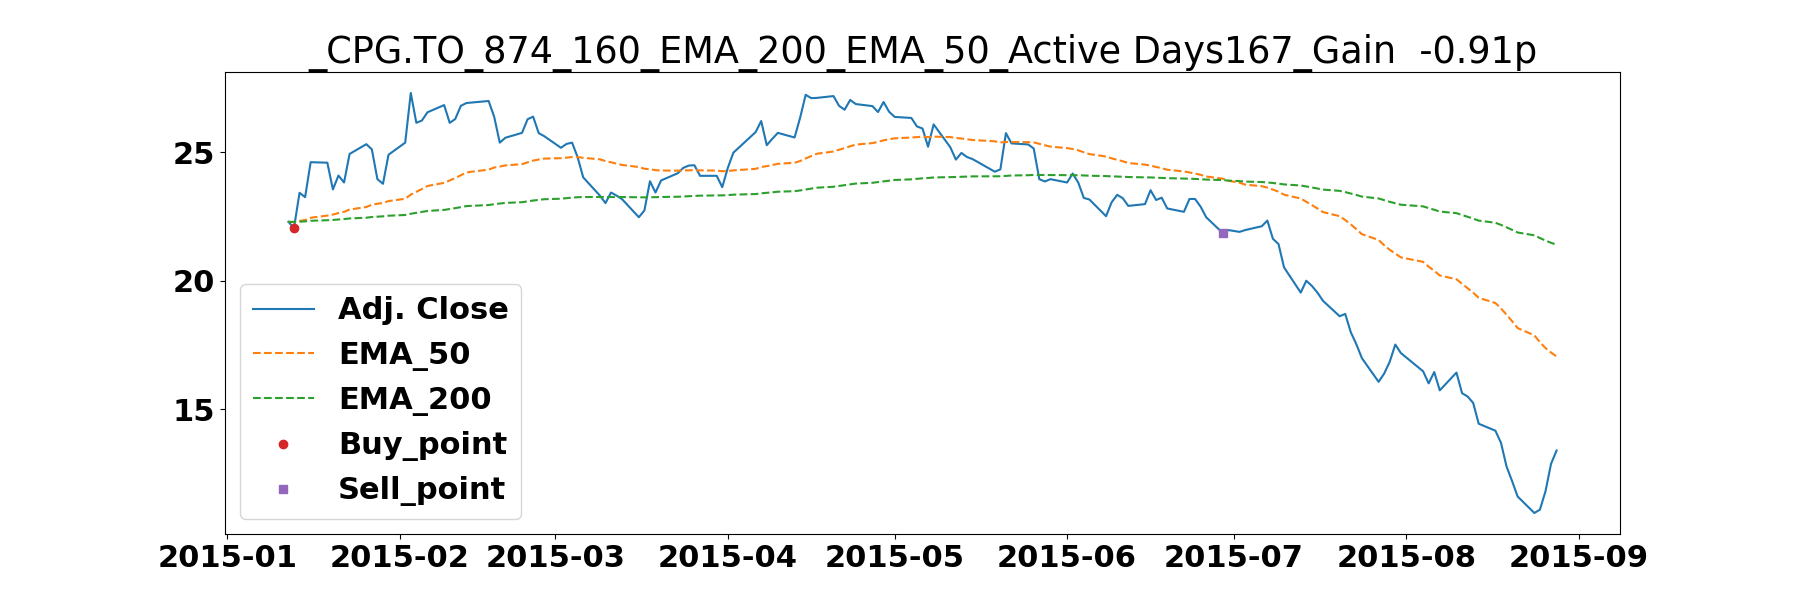 _CPG.TO_874_160_EMA_200_EMA_50_Active Days167_Gain  -0.91p
25
20
15
Adj. Close
EMA_50
EMA_200
Buy_point
Sell_point
2015-01 2015-02 2015-03 2015-04 2015-05 2015-06 2015-07 2015-08 2015-09